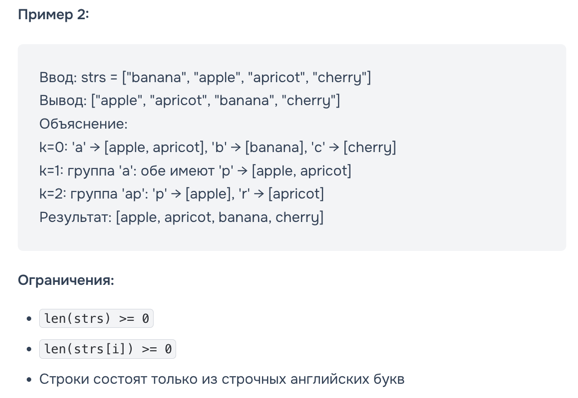 Пример 2:
Ввод: strs = ["banana", "apple", "apricot", "cherry"]
Вывод: ["apple", "apricot", "banana", "cherry"]
Объяснение:
k=0: 'a' → [apple, apricot], 'b' → [banana], 'c' → [cherry]
k=1: группа 'a': обе имеют 'p' → [apple, apricot]
k=2: группа 'ap': 'p' → [apple], 'r' → [apricot]
Результат: [apple, apricot, banana, cherry]
Ограничения:
• len(strs) >= 0
• len(strs[i]) >= 0
• Строки состоят только из строчных английских букв